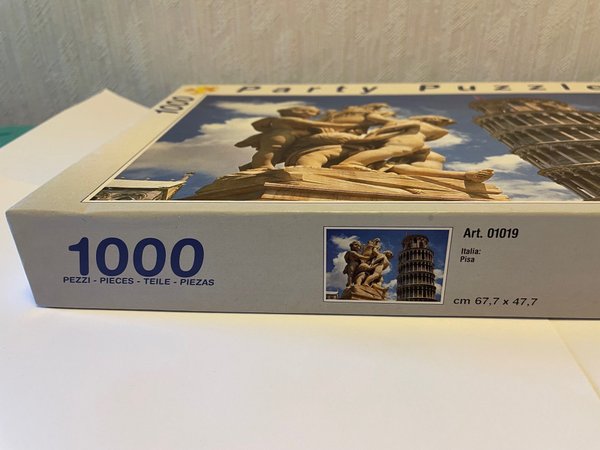 Party Puzzle
1000
1000
PEZZI - PIECES - TEILE - PIEZAS
Art. 01019
Italia:
Pisa
cm 67,7 x 47,7